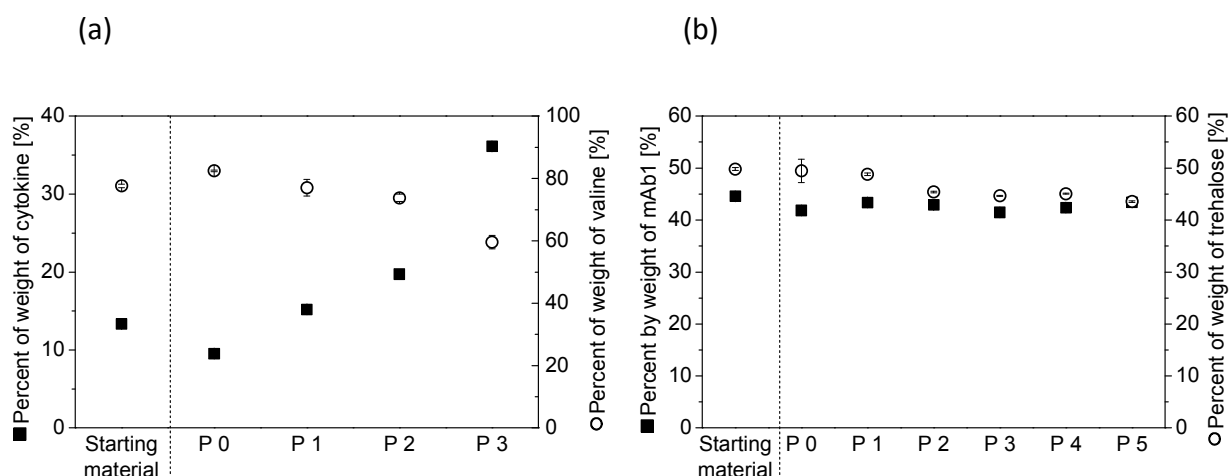 (a)
(b)
Percent of weight of cytokine [%]
40
30
20
10
0
100
80
60
40
20
0
Percent of weight of valine [%]
Starting
material
P 0
P 1
P 2
P 3
Percent by weight of mAb1 [%]
60
50
40
30
20
10
0
60
50
40
30
20
10
0
Percent of weight of trehalose [%]
Starting
material
P 0
P 1
P 2
P 3
P 4
P 5